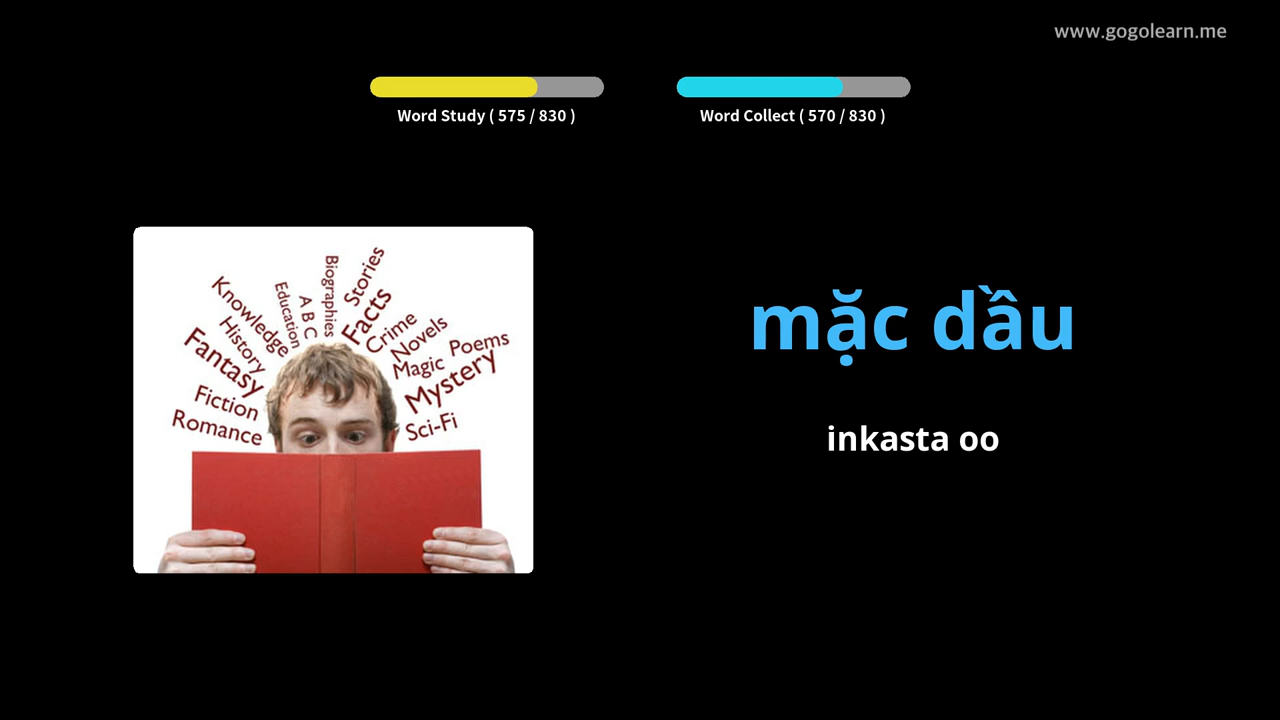 www.gogolearn.me
Word Study ( 575 / 830 )
Word Collect ( 570 / 830 )
Knowledge
History
Fantasy
Fiction
Romance
Education
A B C
Biographies
Stories
Facts
Crime
Novels
Magic
Poems
Mystery
Sci-Fi
mặc dầu
inkasta oo